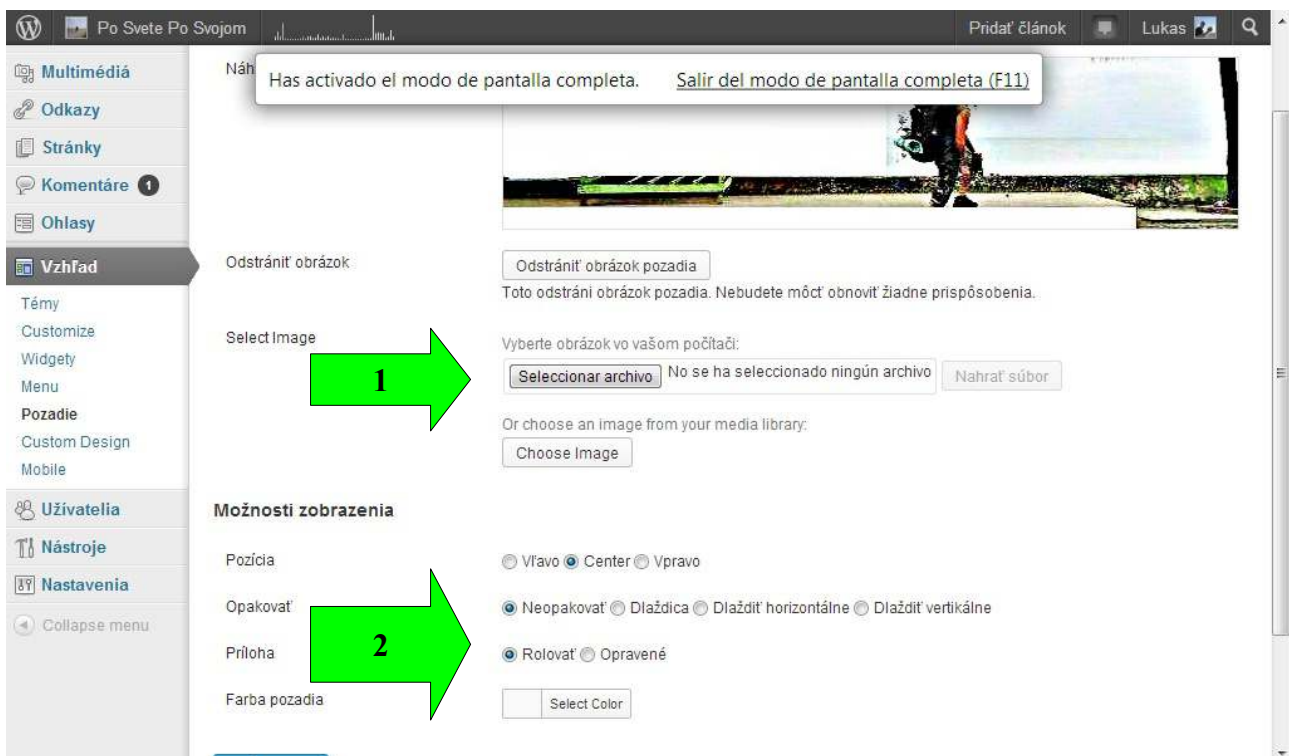 Po Svete Po Svojom
Pridať článok
Lukas
Has activado el modo de pantalla completa. Salir del modo de pantalla completa (F11)
Multimédiá
Náh
Odkazy
Stránky
Komentáre 1
Ohlasy
Vzhľad
Odstrániť obrázok
Odstrániť obrázok pozadia
Toto odstráni obrázok pozadia. Nebudete môcť obnoviť žiadne prispôsobenia.
Témy
Customize
Widgety
Menu
Pozadie
Custom Design
Mobile
Select Image
Vyberte obrázok vo vašom počítači:
1
Seleccionar archivo No se ha seleccionado ningún archivo Nahrať súbor
Or choose an image from your media library:
Choose Image
Užívatelia
Nástroje
Nastavenia
Collapse menu
Možnosti zobrazenia
Pozícia
Vľavo Center Vpravo
Opakovať
Neopakovať Dlaždica Dlaždiť horizontálne Dlaždiť vertikálne
2
Príloha
Rolovať Opravené
Farba pozadia
Select Color